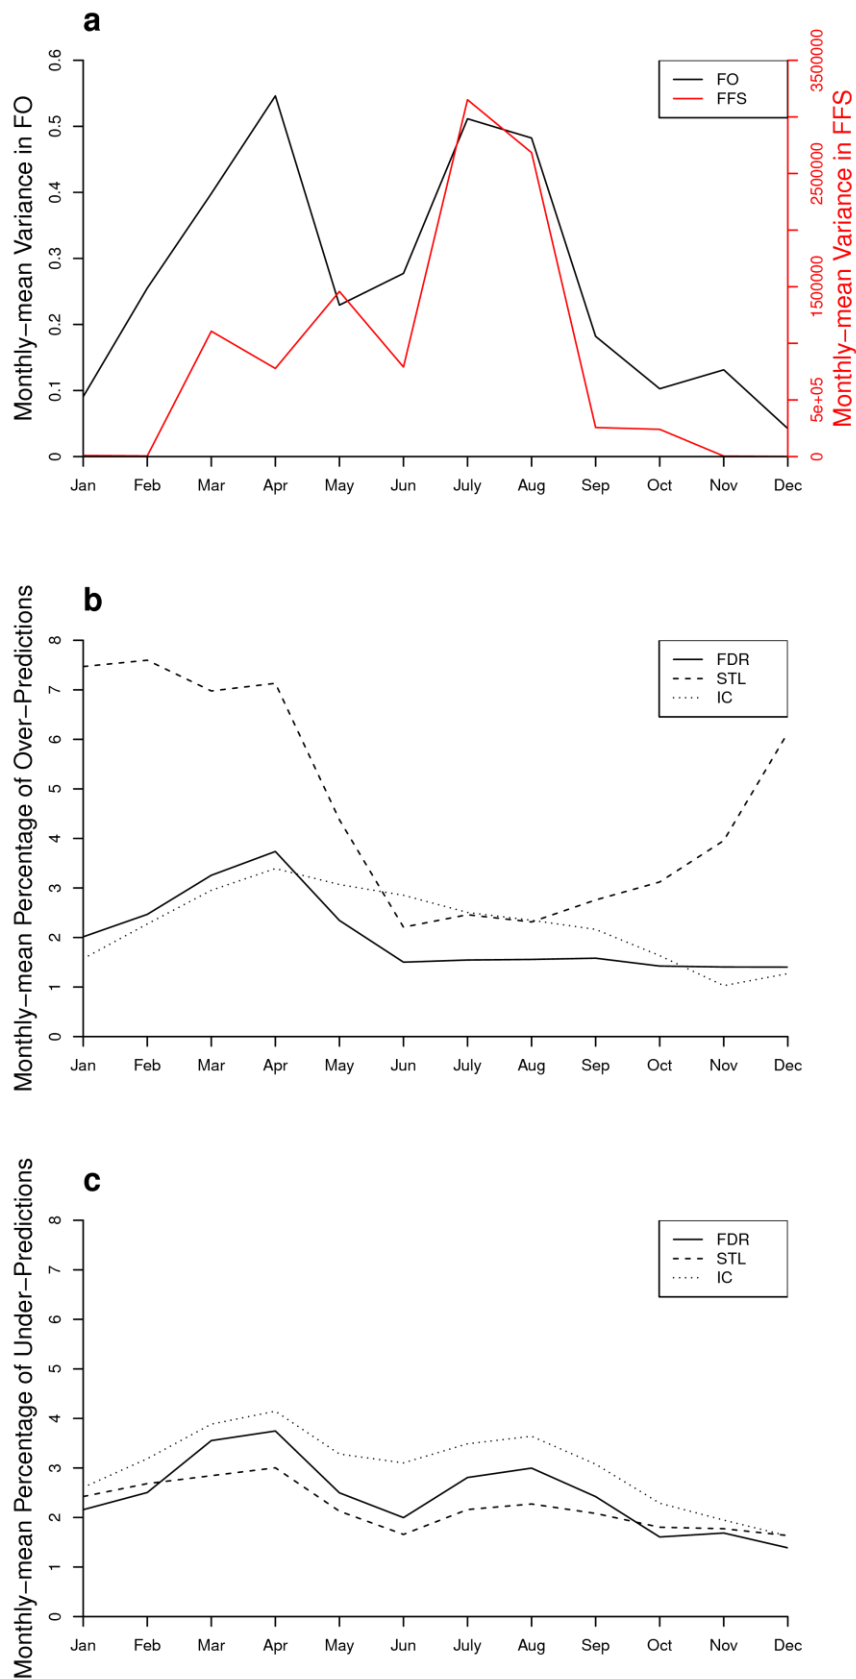 a
Monthly-mean Variance in FO
0
0.1
0.2
0.3
0.4
0.5
0.6
FO
FFS
Monthly-mean Variance in FFS
0
5e+05
1500000
2500000
3500000
Jan Feb Mar Apr May Jun July Aug Sep Oct Nov Dec
b
Monthly-mean Percentage of Over-Predictions
0
1
2
3
4
5
6
7
8
FDR
STL
IC
Jan Feb Mar Apr May Jun July Aug Sep Oct Nov Dec
c
Monthly-mean Percentage of Under-Predictions
0
1
2
3
4
5
6
7
8
FDR
STL
IC
Jan Feb Mar Apr May Jun July Aug Sep Oct Nov Dec